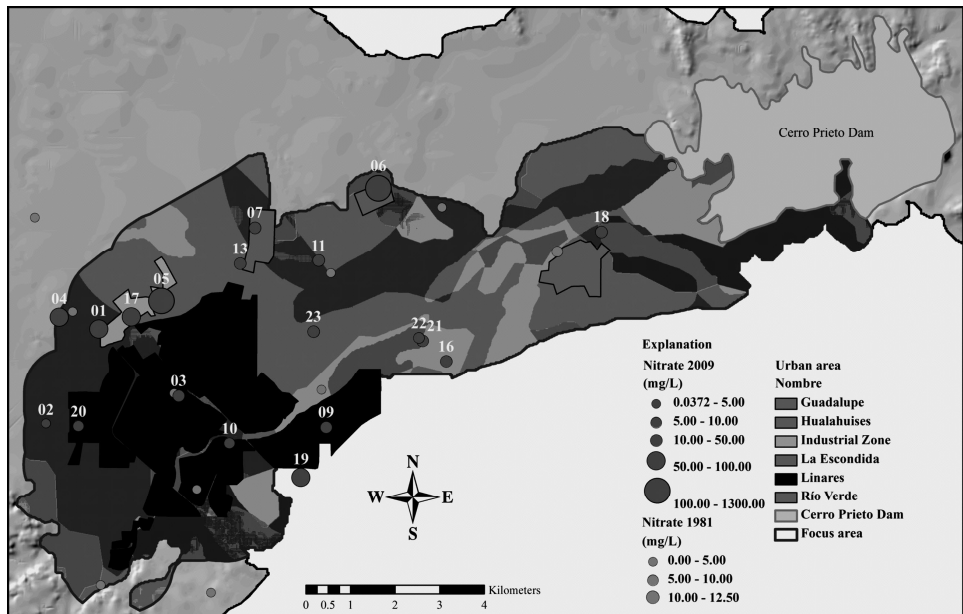 Cerro Prieto Dam
06
07
18
13
11
05
04
17
01
23
22
21
16
03
02
20
09
10
19
N
W
E
S
Kilometers
0 0.5 1 2 3 4
Explanation
Nitrate 2009
(mg/L)
0.0372 - 5.00
5.00 - 10.00
10.00 - 50.00
50.00 - 100.00
100.00 - 1300.00
Nitrate 1981
(mg/L)
0.00 - 5.00
5.00 - 10.00
10.00 - 12.50
Urban area
Nombre
Guadalupe
Hualahuises
Industrial Zone
La Escondida
Linares
Río Verde
Cerro Prieto Dam
Focus area